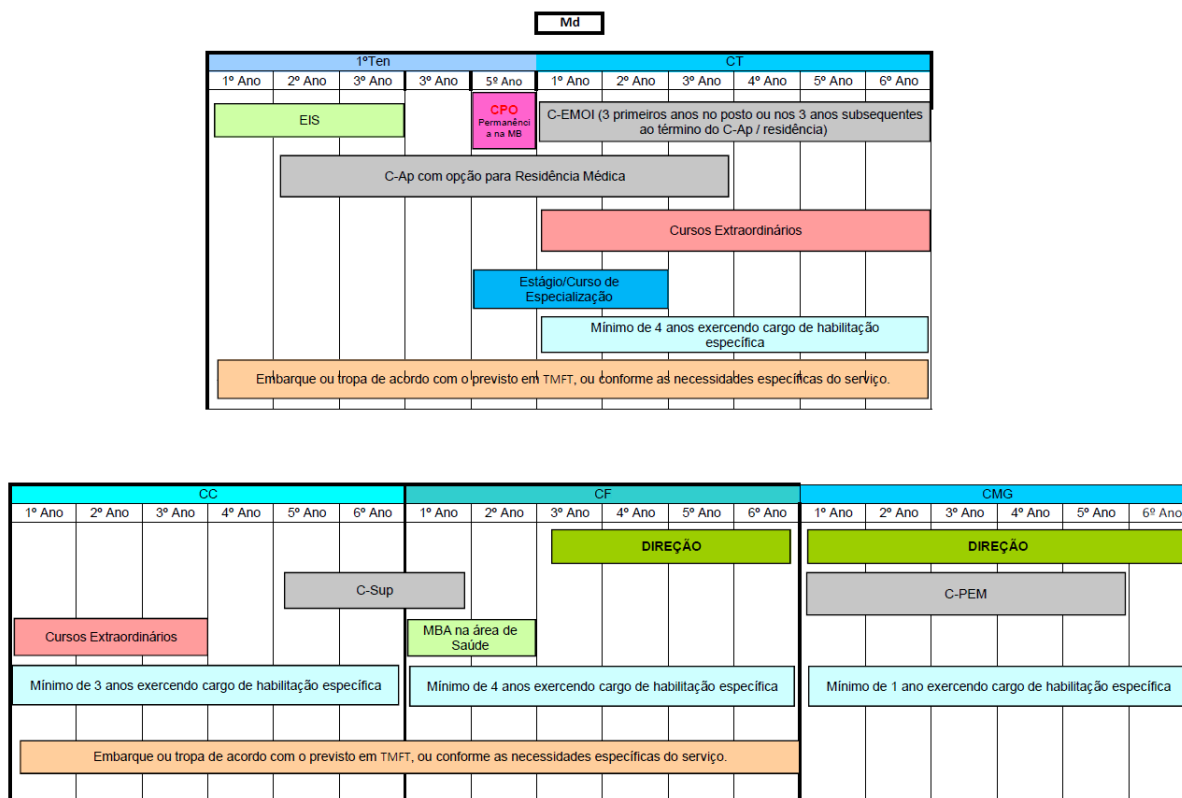 Md
1ºTen
CT
1º Ano 2º Ano 3º Ano 3º Ano 5º Ano 1º Ano 2º Ano 3º Ano 4º Ano 5º Ano 6º Ano
EIS
CPO
Permanênci
a na MB
C-EMOI (3 primeiros anos no posto ou nos 3 anos subsequentes
ao término do C-Ap / residência)
C-Ap com opção para Residência Médica
Cursos Extraordinários
Estágio/Curso de
Especialização
Mínimo de 4 anos exercendo cargo de habilitação
específica
Embarque ou tropa de acordo com o previsto em TMFT, ou conforme as necessidades específicas do serviço.
CC
CF
CMG
1º Ano 2º Ano 3º Ano 4º Ano 5º Ano 6º Ano 1º Ano 2º Ano 3º Ano 4º Ano 5º Ano 6º Ano 1º Ano 2º Ano 3º Ano 4º Ano 5º Ano 6º Ano
DIREÇÃO
DIREÇÃO
C-Sup
C-PEM
Cursos Extraordinários
MBA na área de
Saúde
Mínimo de 3 anos exercendo cargo de habilitação específica
Mínimo de 4 anos exercendo cargo de habilitação específica
Mínimo de 1 ano exercendo cargo de habilitação específica
Embarque ou tropa de acordo com o previsto em TMFT, ou conforme as necessidades específicas do serviço.